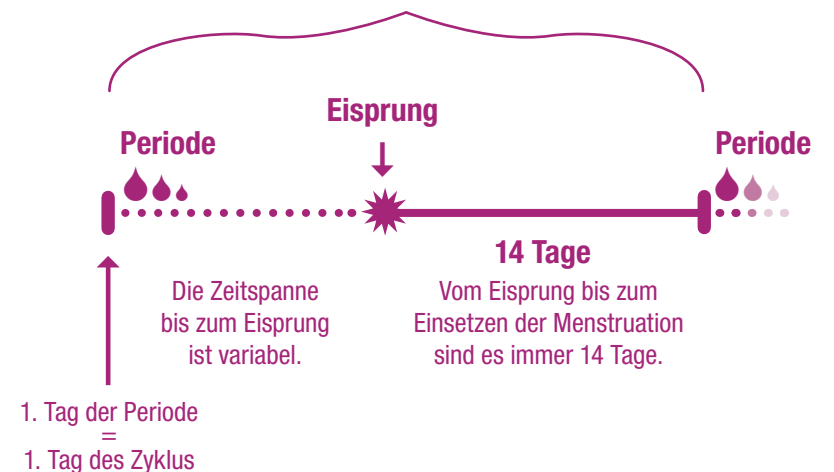 Eisprung
Periode
Periode
14 Tage
Die Zeitspanne
bis zum Eisprung
ist variabel.
Vom Eisprung bis zum
Einsetzen der Menstruation
sind es immer 14 Tage.
1. Tag der Periode
=
1. Tag des Zyklus